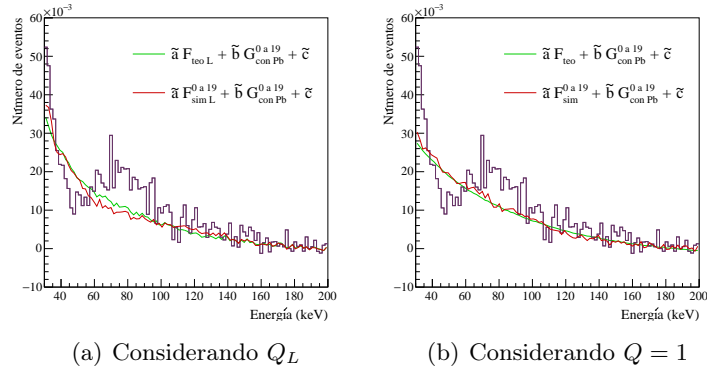 ×10⁻³
60
50
40
30
20
10
0
−10
Número de eventos
ã F_teo L + b̃ G^0 a 19_con Pb + c̃
ã F^0 a 19_sim L + b̃ G^0 a 19_con Pb + c̃
40 60 80 100 120 140 160 180 200
Energía (keV)
(a) Considerando Q_L
×10⁻³
60
50
40
30
20
10
0
−10
Número de eventos
ã F_teo + b̃ G^0 a 19_con Pb + c̃
ã F^0 a 19_sim + b̃ G^0 a 19_con Pb + c̃
40 60 80 100 120 140 160 180 200
Energía (keV)
(b) Considerando Q = 1